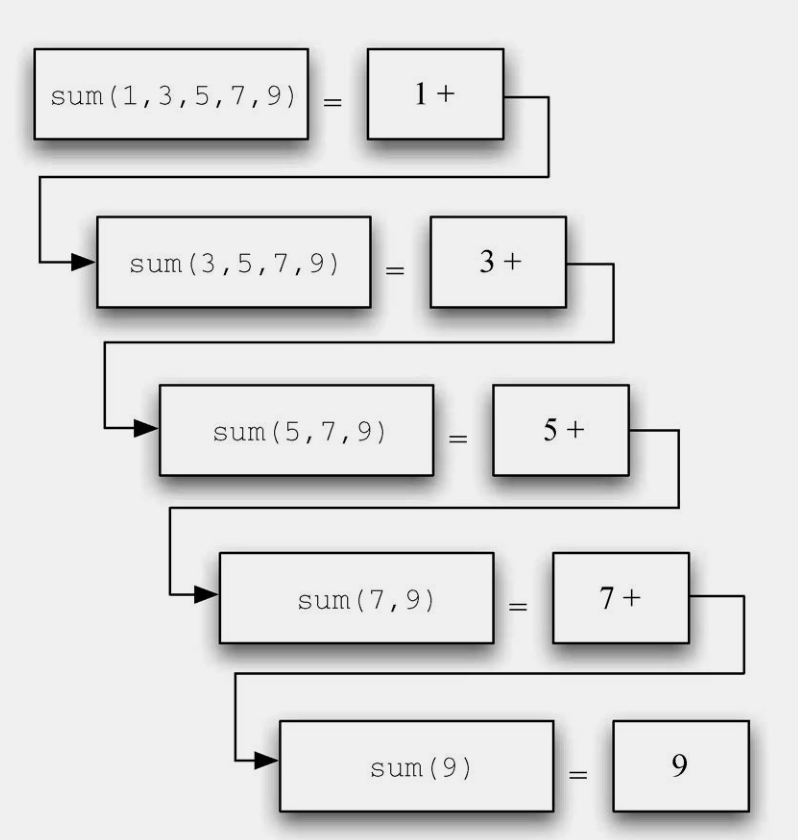 sum(1,3,5,7,9) = 1 +
sum(3,5,7,9) = 3 +
sum(5,7,9) = 5 +
sum(7,9) = 7 +
sum(9) = 9